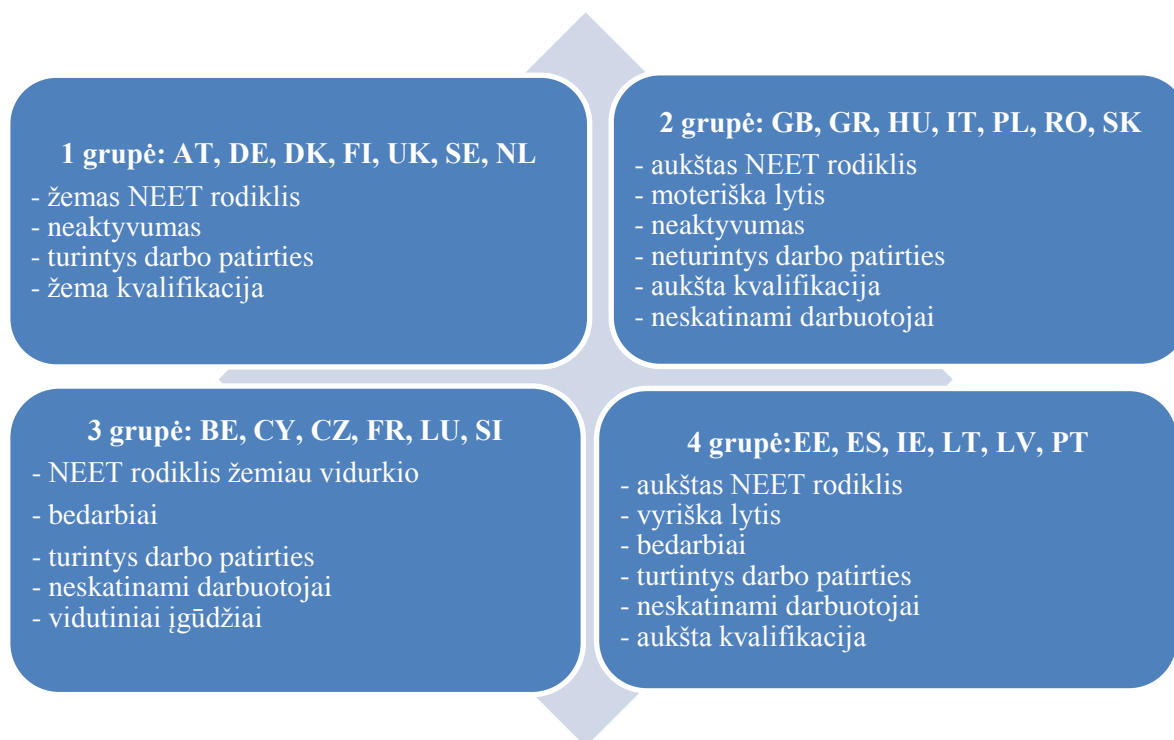 1 grupė: AT, DE, DK, FI, UK, SE, NL
- žemas NEET rodiklis
- neaktyvumas
- turintys darbo patirties
- žema kvalifikacija
2 grupė: GB, GR, HU, IT, PL, RO, SK
- aukštas NEET rodiklis
- moteriška lytis
- neaktyvumas
- neturintys darbo patirties
- aukšta kvalifikacija
- neskatinami darbuotojai
3 grupė: BE, CY, CZ, FR, LU, SI
- NEET rodiklis žemiau vidurkio
- bedarbiai
- turintys darbo patirties
- neskatinami darbuotojai
- vidutiniai įgūdžiai
4 grupė:EE, ES, IE, LT, LV, PT
- aukštas NEET rodiklis
- vyriška lytis
- bedarbiai
- turtintys darbo patirties
- neskatinami darbuotojai
- aukšta kvalifikacija